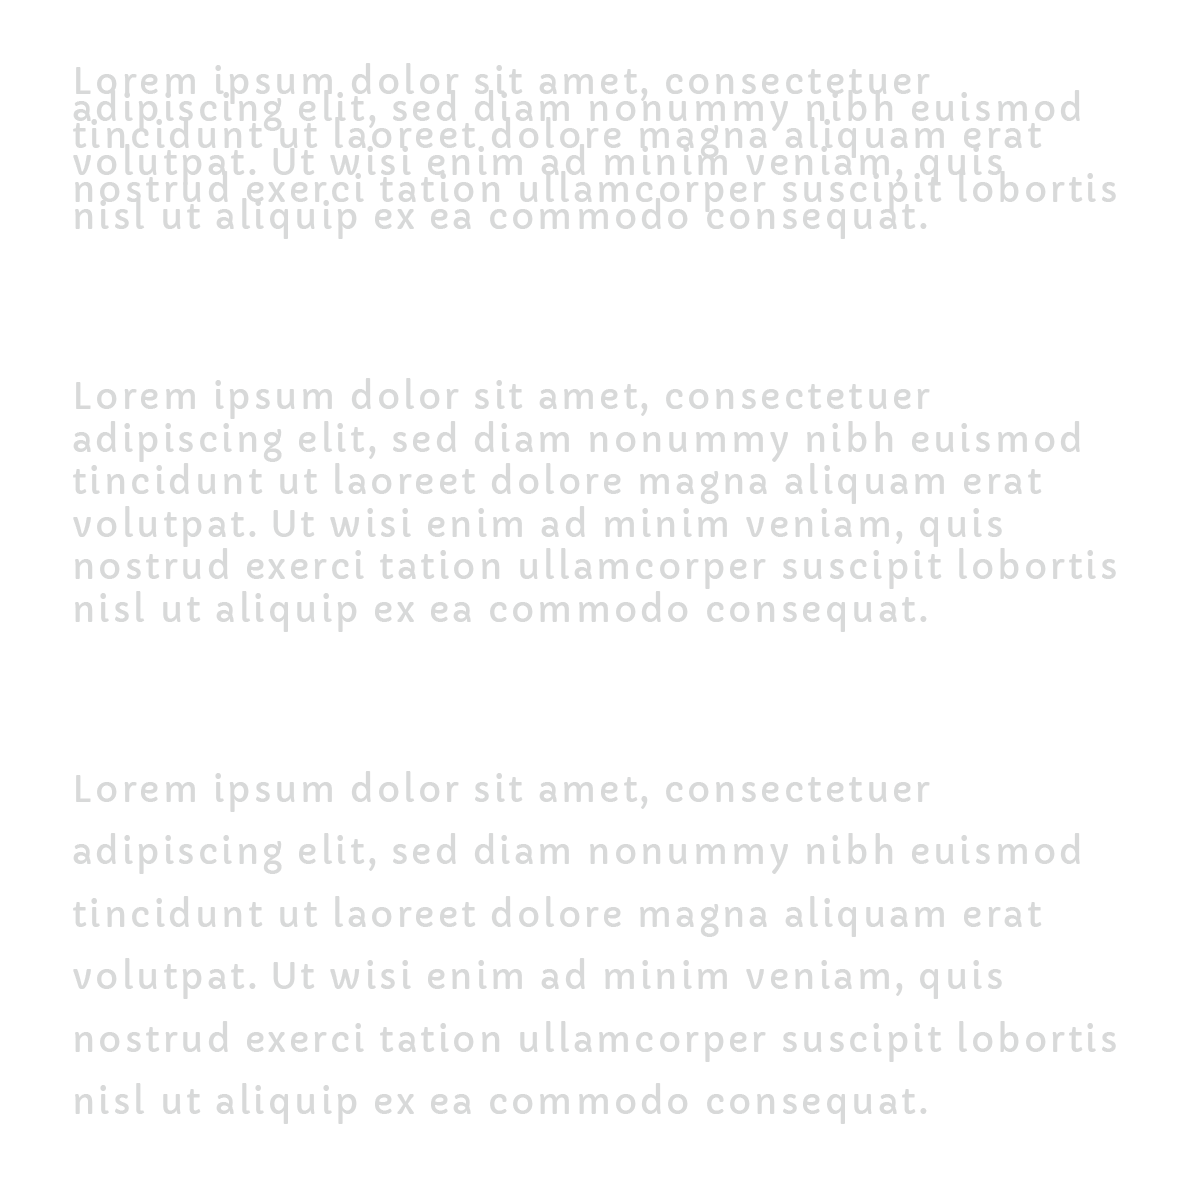 Lorem ipsum dolor sit amet, consectetuer
adipiscing elit, sed diam nonummy nibh euismod
tincidunt ut laoreet dolore magna aliquam erat
volutpat. Ut wisi enim ad minim veniam, quis
nostrud exerci tation ullamcorper suscipit lobortis
nisl ut aliquip ex ea commodo consequat.
Lorem ipsum dolor sit amet, consectetuer
adipiscing elit, sed diam nonummy nibh euismod
tincidunt ut laoreet dolore magna aliquam erat
volutpat. Ut wisi enim ad minim veniam, quis
nostrud exerci tation ullamcorper suscipit lobortis
nisl ut aliquip ex ea commodo consequat.
Lorem ipsum dolor sit amet, consectetuer
adipiscing elit, sed diam nonummy nibh euismod
tincidunt ut laoreet dolore magna aliquam erat
volutpat. Ut wisi enim ad minim veniam, quis
nostrud exerci tation ullamcorper suscipit lobortis
nisl ut aliquip ex ea commodo consequat.